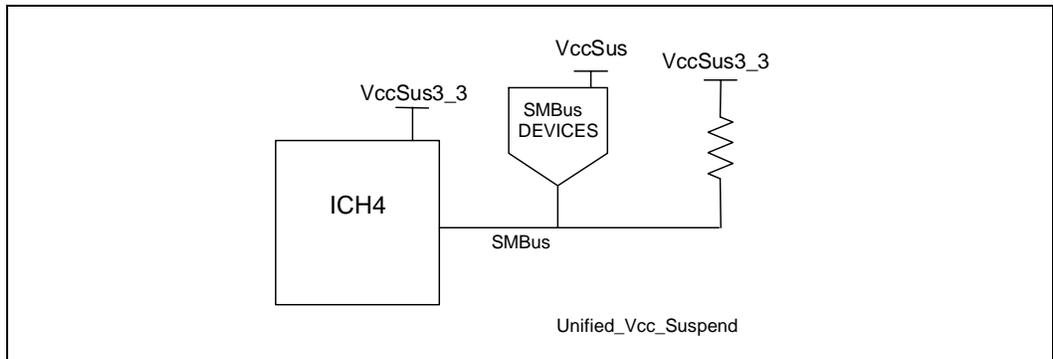 VccSus
VccSus3_3
VccSus3_3
SMBus
DEVICES
ICH4
SMBus
Unified_Vcc_Suspend